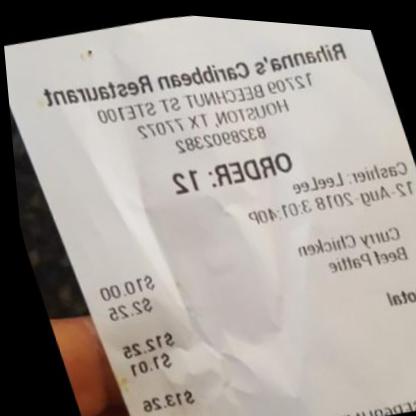 Rihanna's Caribbean Restaurant
12709 BEECHNUT ST STE100
HOUSTON, TX 77072
8328902382
ORDER: 12
Cashier: LeeLee
12-Aug-2018 3:01:40P
Curry Chicken $10.00
Beef Pattie $2.25
$12.25
$1.01
otal $13.26